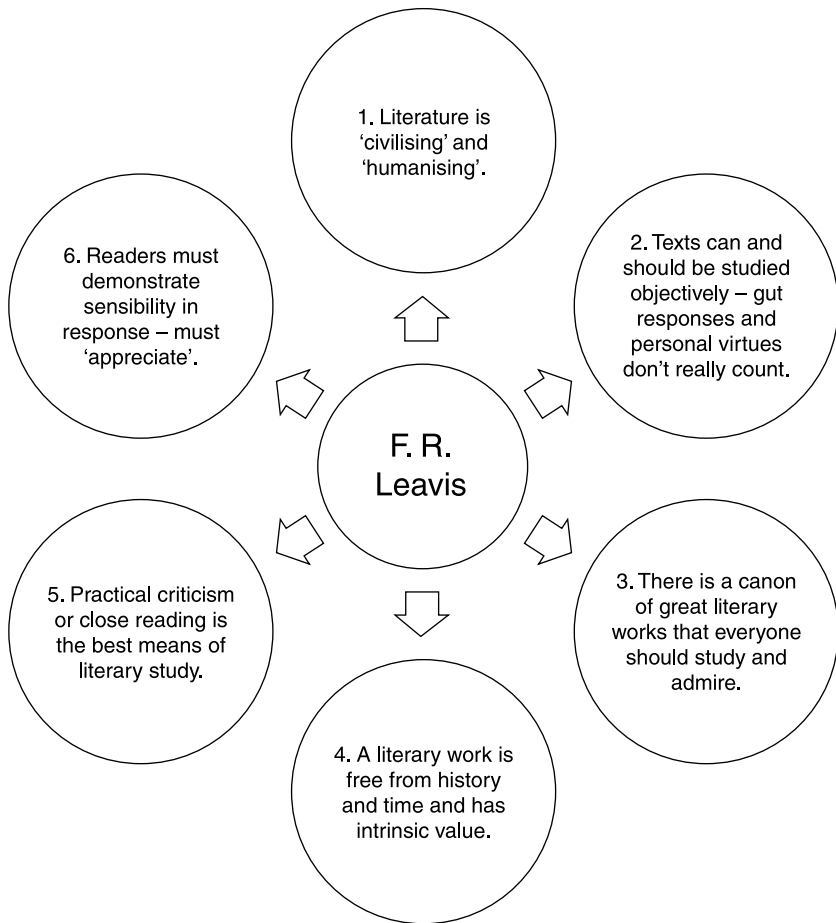 1. Literature is
‘civilising’ and
‘humanising’.
2. Texts can and
should be studied
objectively – gut
responses and
personal virtues
don’t really count.
3. There is a canon
of great literary
works that everyone
should study and
admire.
4. A literary work is
free from history
and time and has
intrinsic value.
5. Practical criticism
or close reading is
the best means of
literary study.
6. Readers must
demonstrate
sensibility in
response – must
‘appreciate’.
F. R.
Leavis